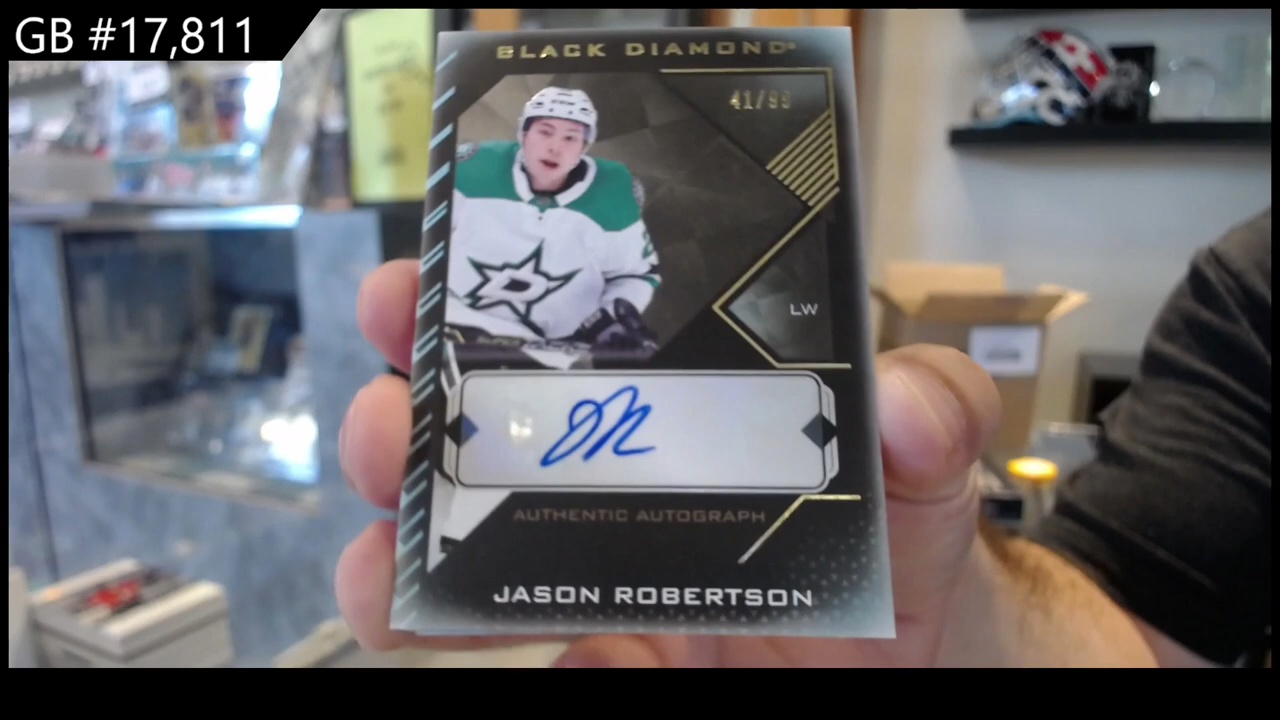 GB #17,811
BLACK DIAMOND
41/99
LW
AUTHENTIC AUTOGRAPH
JASON ROBERTSON